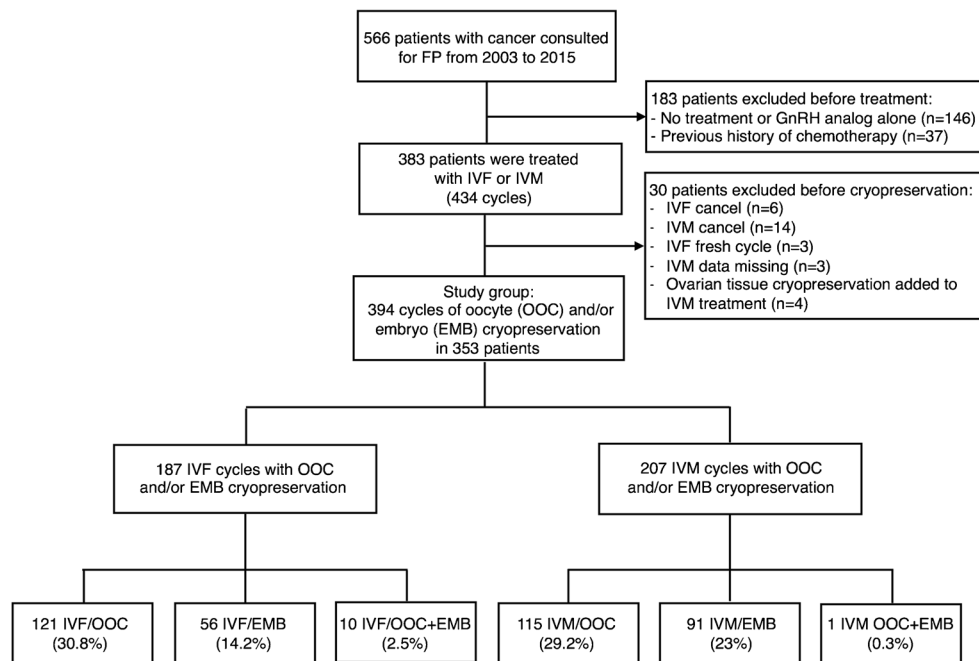 566 patients with cancer consulted
for FP from 2003 to 2015
183 patients excluded before treatment:
- No treatment or GnRH analog alone (n=146)
- Previous history of chemotherapy (n=37)
383 patients were treated
with IVF or IVM
(434 cycles)
30 patients excluded before cryopreservation:
- IVF cancel (n=6)
- IVM cancel (n=14)
- IVF fresh cycle (n=3)
- IVM data missing (n=3)
- Ovarian tissue cryopreservation added to
IVM treatment (n=4)
Study group:
394 cycles of oocyte (OOC) and/or
embryo (EMB) cryopreservation
in 353 patients
187 IVF cycles with OOC
and/or EMB cryopreservation
207 IVM cycles with OOC
and/or EMB cryopreservation
121 IVF/OOC
(30.8%)
56 IVF/EMB
(14.2%)
10 IVF/OOC+EMB
(2.5%)
115 IVM/OOC
(29.2%)
91 IVM/EMB
(23%)
1 IVM OOC+EMB
(0.3%)